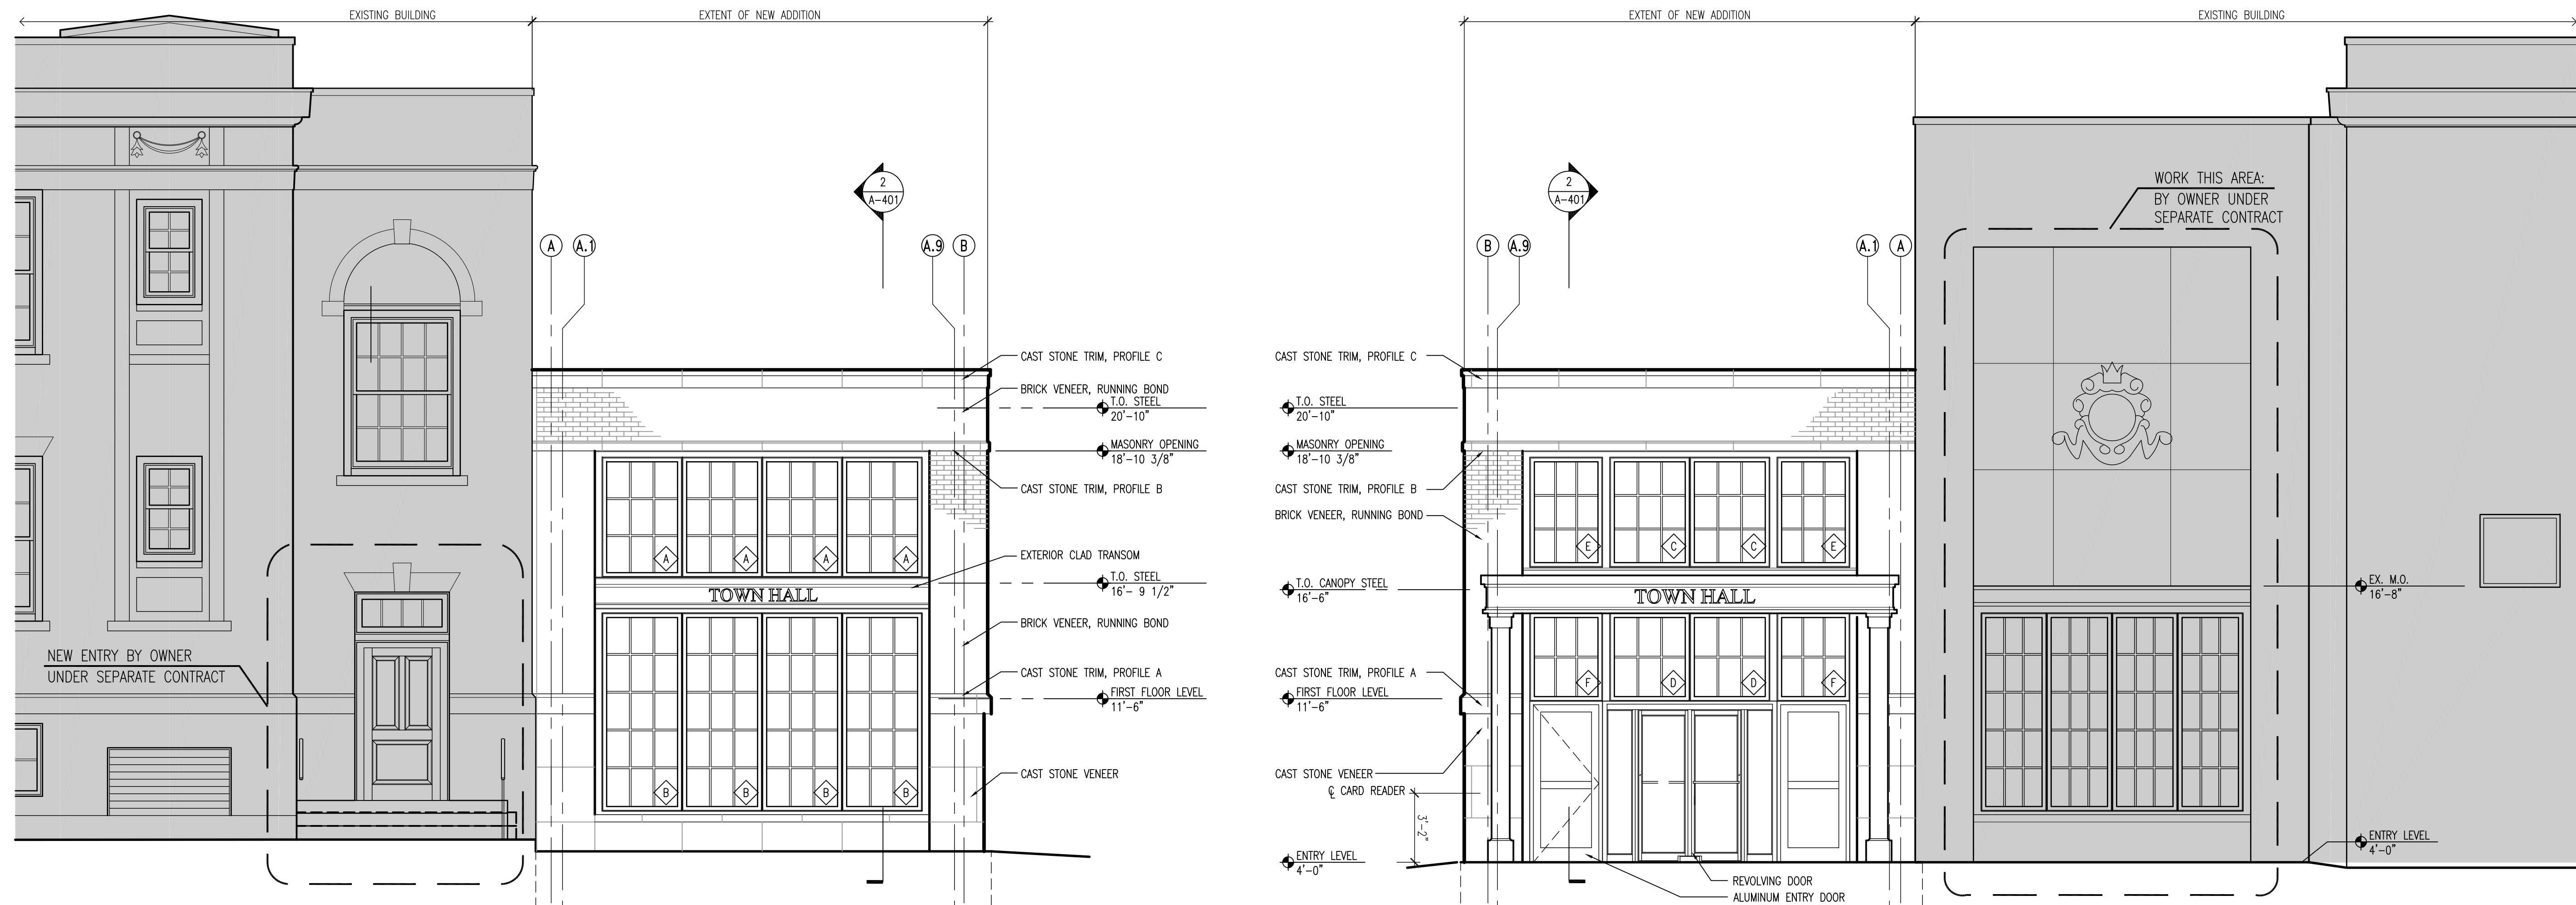 EXISTING BUILDING
EXTENT OF NEW ADDITION
2
A-401
A
A.1
A.9
B
CAST STONE TRIM, PROFILE C
BRICK VENEER, RUNNING BOND
T.O. STEEL
20'-10"
MASONRY OPENING
18'-10 3/8"
CAST STONE TRIM, PROFILE B
A
A
A
A
EXTERIOR CLAD TRANSOM
T.O. STEEL
16'- 9 1/2"
TOWN HALL
BRICK VENEER, RUNNING BOND
NEW ENTRY BY OWNER
UNDER SEPARATE CONTRACT
CAST STONE TRIM, PROFILE A
FIRST FLOOR LEVEL
11'-6"
CAST STONE VENEER
B
B
B
B
EXTENT OF NEW ADDITION
EXISTING BUILDING
2
A-401
WORK THIS AREA:
BY OWNER UNDER
SEPARATE CONTRACT
B
A.9
A.1
A
CAST STONE TRIM, PROFILE C
T.O. STEEL
20'-10"
MASONRY OPENING
18'-10 3/8"
CAST STONE TRIM, PROFILE B
BRICK VENEER, RUNNING BOND
E
C
C
E
T.O. CANOPY STEEL
16'-6"
TOWN HALL
EX. M.O.
16'-8"
CAST STONE TRIM, PROFILE A
F
D
D
F
FIRST FLOOR LEVEL
11'-6"
CAST STONE VENEER
℄ CARD READER
3'-2"
ENTRY LEVEL
4'-0"
ENTRY LEVEL
4'-0"
REVOLVING DOOR
ALUMINUM ENTRY DOOR